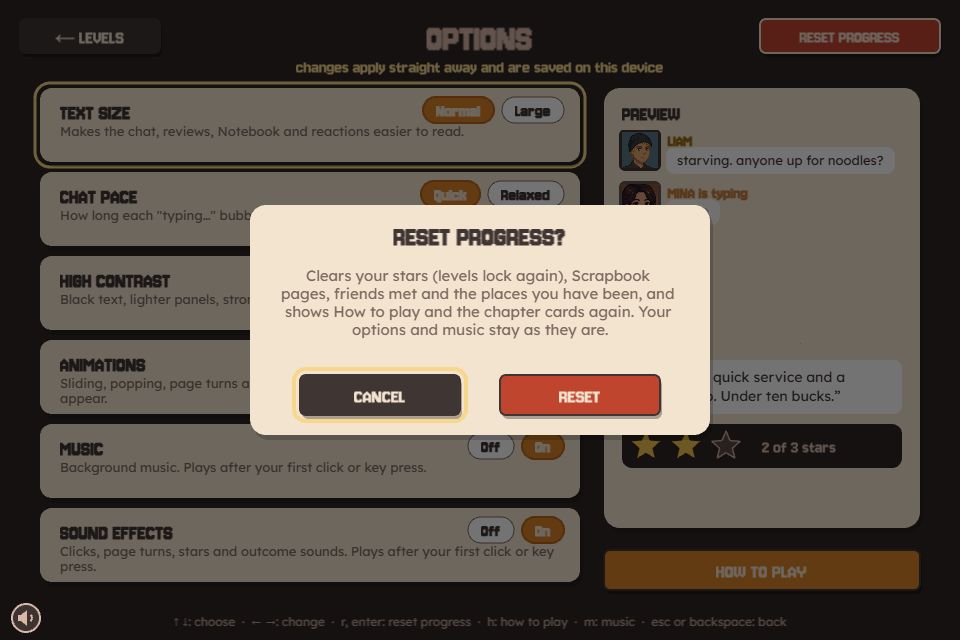 ← LEVELS
OPTIONS
RESET PROGRESS
changes apply straight away and are saved on this device
TEXT SIZE
Normal
Large
Makes the chat, reviews, Notebook and reactions easier to read.
CHAT PACE
Quick
Relaxed
How long each "typing…" bubb
HIGH CONTRAST
Black text, lighter panels, stron
ANIMATIONS
Sliding, popping, page turns a
appear.
MUSIC
Off
On
Background music. Plays after your first click or key press.
SOUND EFFECTS
Off
On
Clicks, page turns, stars and outcome sounds. Plays after your first click or key
press.
PREVIEW
LIAM
starving. anyone up for noodles?
MINA is typing
quick service and a
. Under ten bucks.”
2 of 3 stars
HOW TO PLAY
RESET PROGRESS?
Clears your stars (levels lock again), Scrapbook
pages, friends met and the places you have been, and
shows How to play and the chapter cards again. Your
options and music stay as they are.
CANCEL
RESET
↑ ↓: choose · ← →: change · r, enter: reset progress · h: how to play · m: music · esc or backspace: back